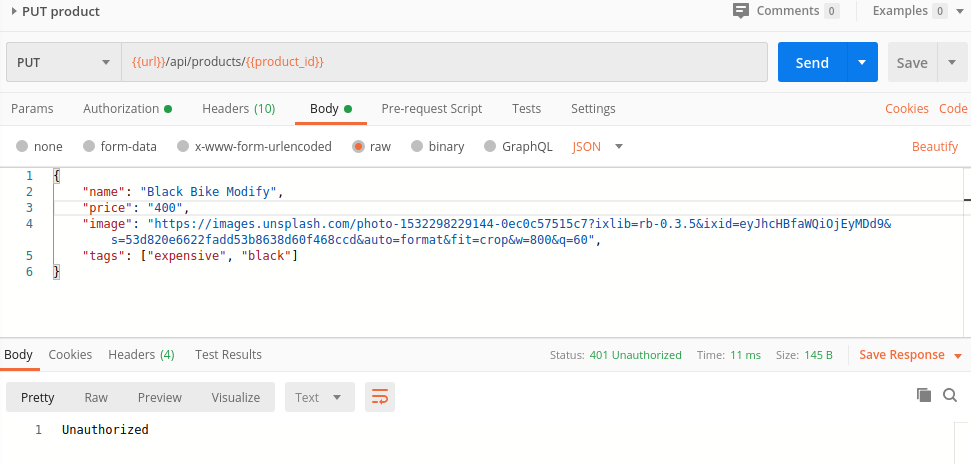 PUT product
Comments 0 Examples 0
PUT {{url}}/api/products/{{product_id}} Send Save
Params Authorization Headers (10) Body Pre-request Script Tests Settings Cookies Code
none form-data x-www-form-urlencoded raw binary GraphQL JSON Beautify
1 {
2 "name": "Black Bike Modify",
3 "price": "400",
4 "image": "https://images.unsplash.com/photo-1532298229144-0ec0c57515c7?ixlib=rb-0.3.5&ixid=eyJhcHBfaWQiOjEyMDd9&
s=53d820e6622fadd53b8638d60f468ccd&auto=format&fit=crop&w=800&q=60",
5 "tags": ["expensive", "black"]
6 }
Body Cookies Headers (4) Test Results Status: 401 Unauthorized Time: 11 ms Size: 145 B Save Response
Pretty Raw Preview Visualize Text
1 Unauthorized